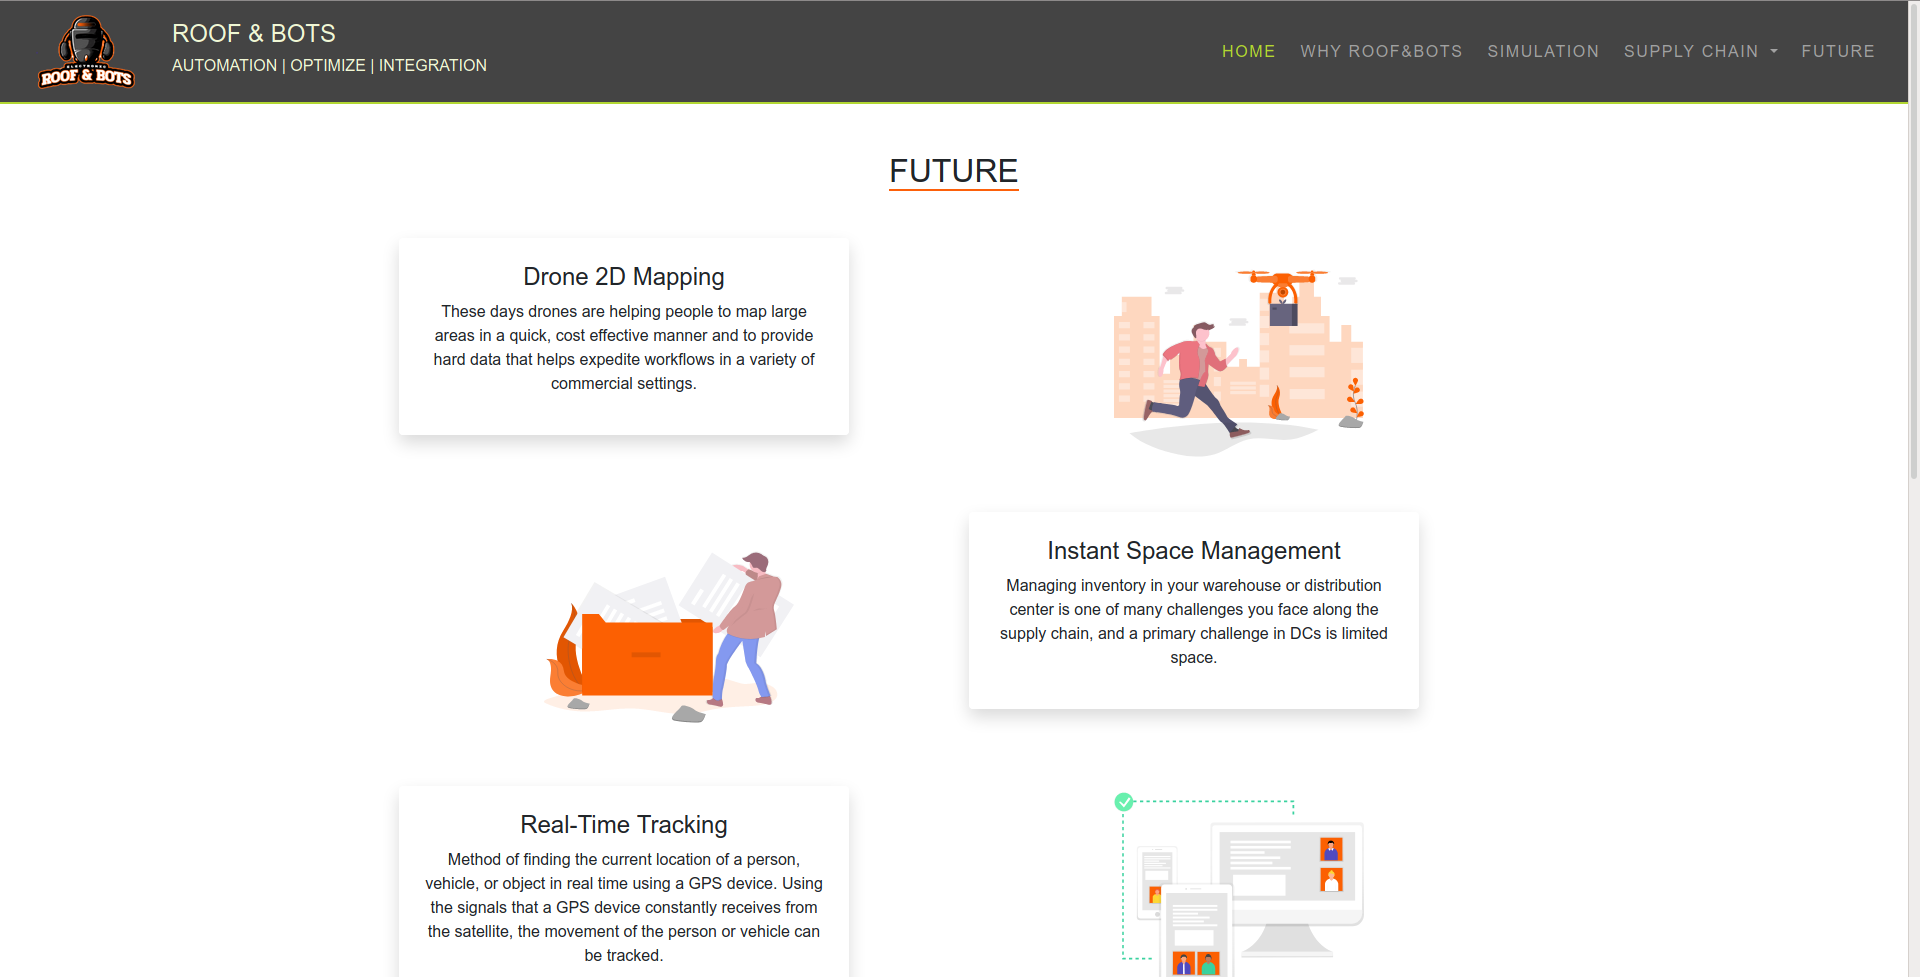 ELECTRONED
ROOF & BOTS
ROOF & BOTS
AUTOMATION | OPTIMIZE | INTEGRATION
HOME
WHY ROOF&BOTS
SIMULATION
SUPPLY CHAIN
FUTURE
FUTURE
Drone 2D Mapping
These days drones are helping people to map large
areas in a quick, cost effective manner and to provide
hard data that helps expedite workflows in a variety of
commercial settings.
Instant Space Management
Managing inventory in your warehouse or distribution
center is one of many challenges you face along the
supply chain, and a primary challenge in DCs is limited
space.
Real-Time Tracking
Method of finding the current location of a person,
vehicle, or object in real time using a GPS device. Using
the signals that a GPS device constantly receives from
the satellite, the movement of the person or vehicle can
be tracked.